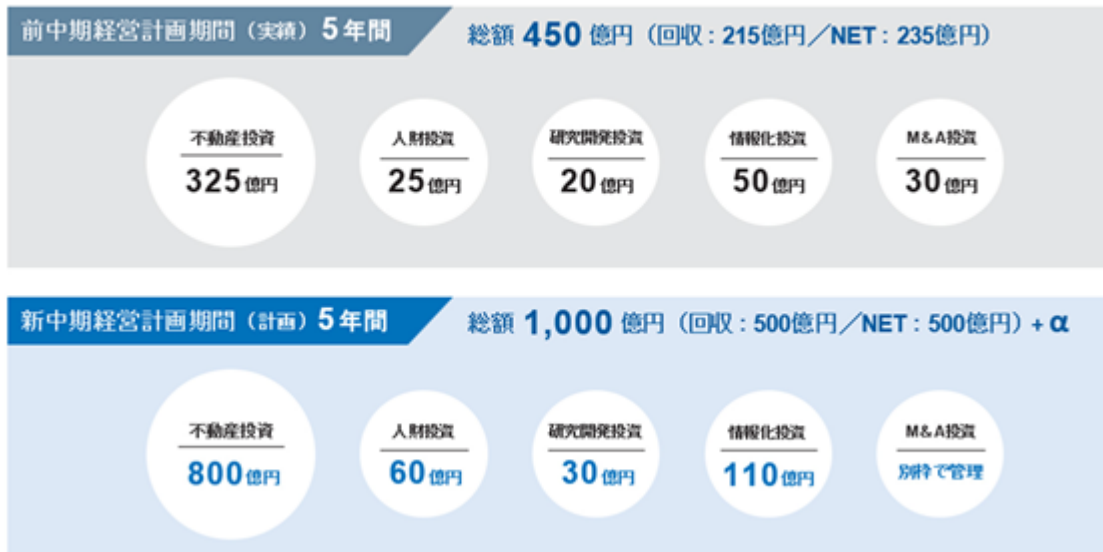 前中期経営計画期間（実績）5年間
総額 450 億円（回収：215億円／NET：235億円）
不動産投資
325億円
人財投資
25億円
研究開発投資
20億円
情報化投資
50億円
M&A投資
30億円
新中期経営計画期間（計画）5年間
総額 1,000 億円（回収：500億円／NET：500億円）+ α
不動産投資
800億円
人財投資
60億円
研究開発投資
30億円
情報化投資
110億円
M&A投資
別枠で管理